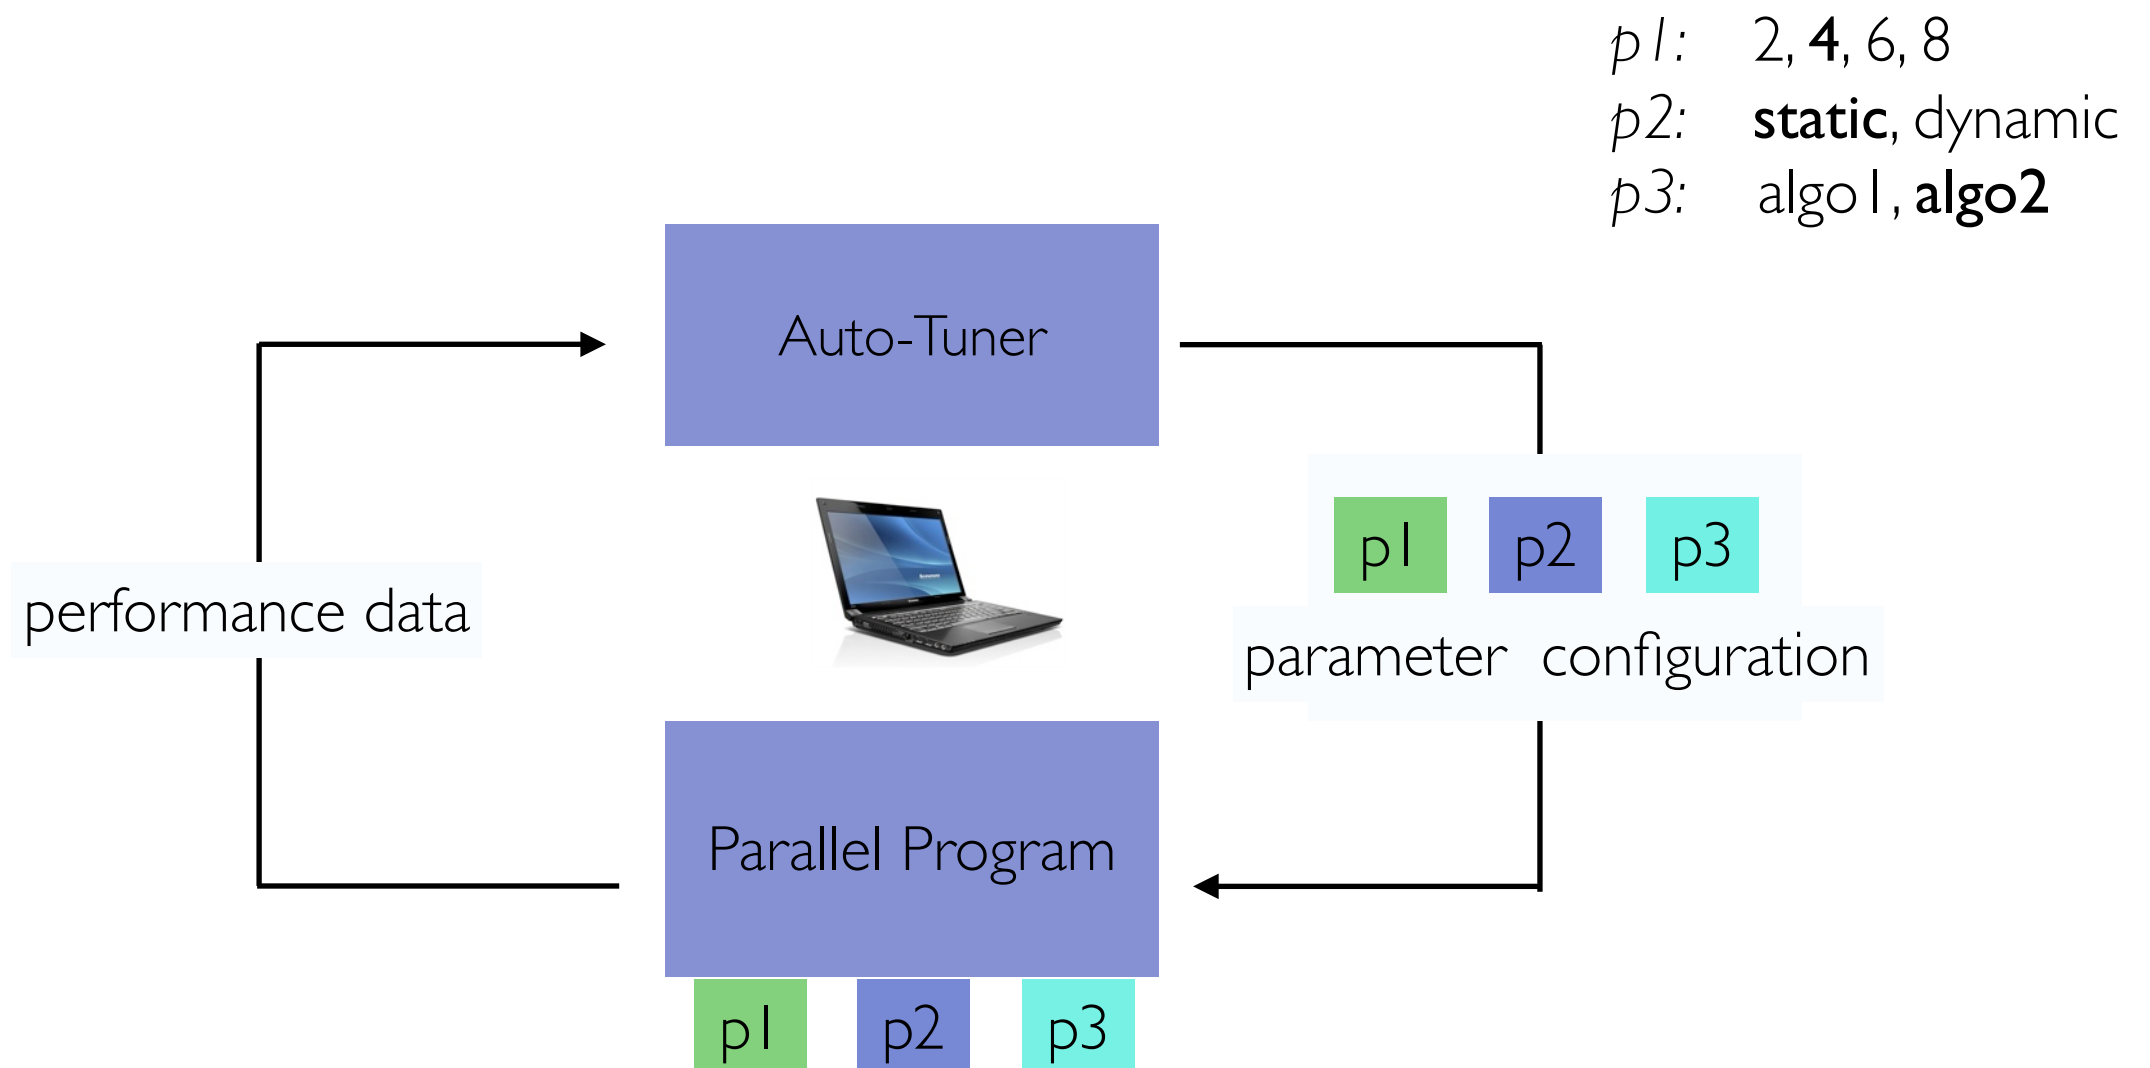 p1: 2, 4, 6, 8
p2: static, dynamic
p3: algo1, algo2
Auto-Tuner
p1 p2 p3
performance data
parameter configuration
Parallel Program
p1 p2 p3